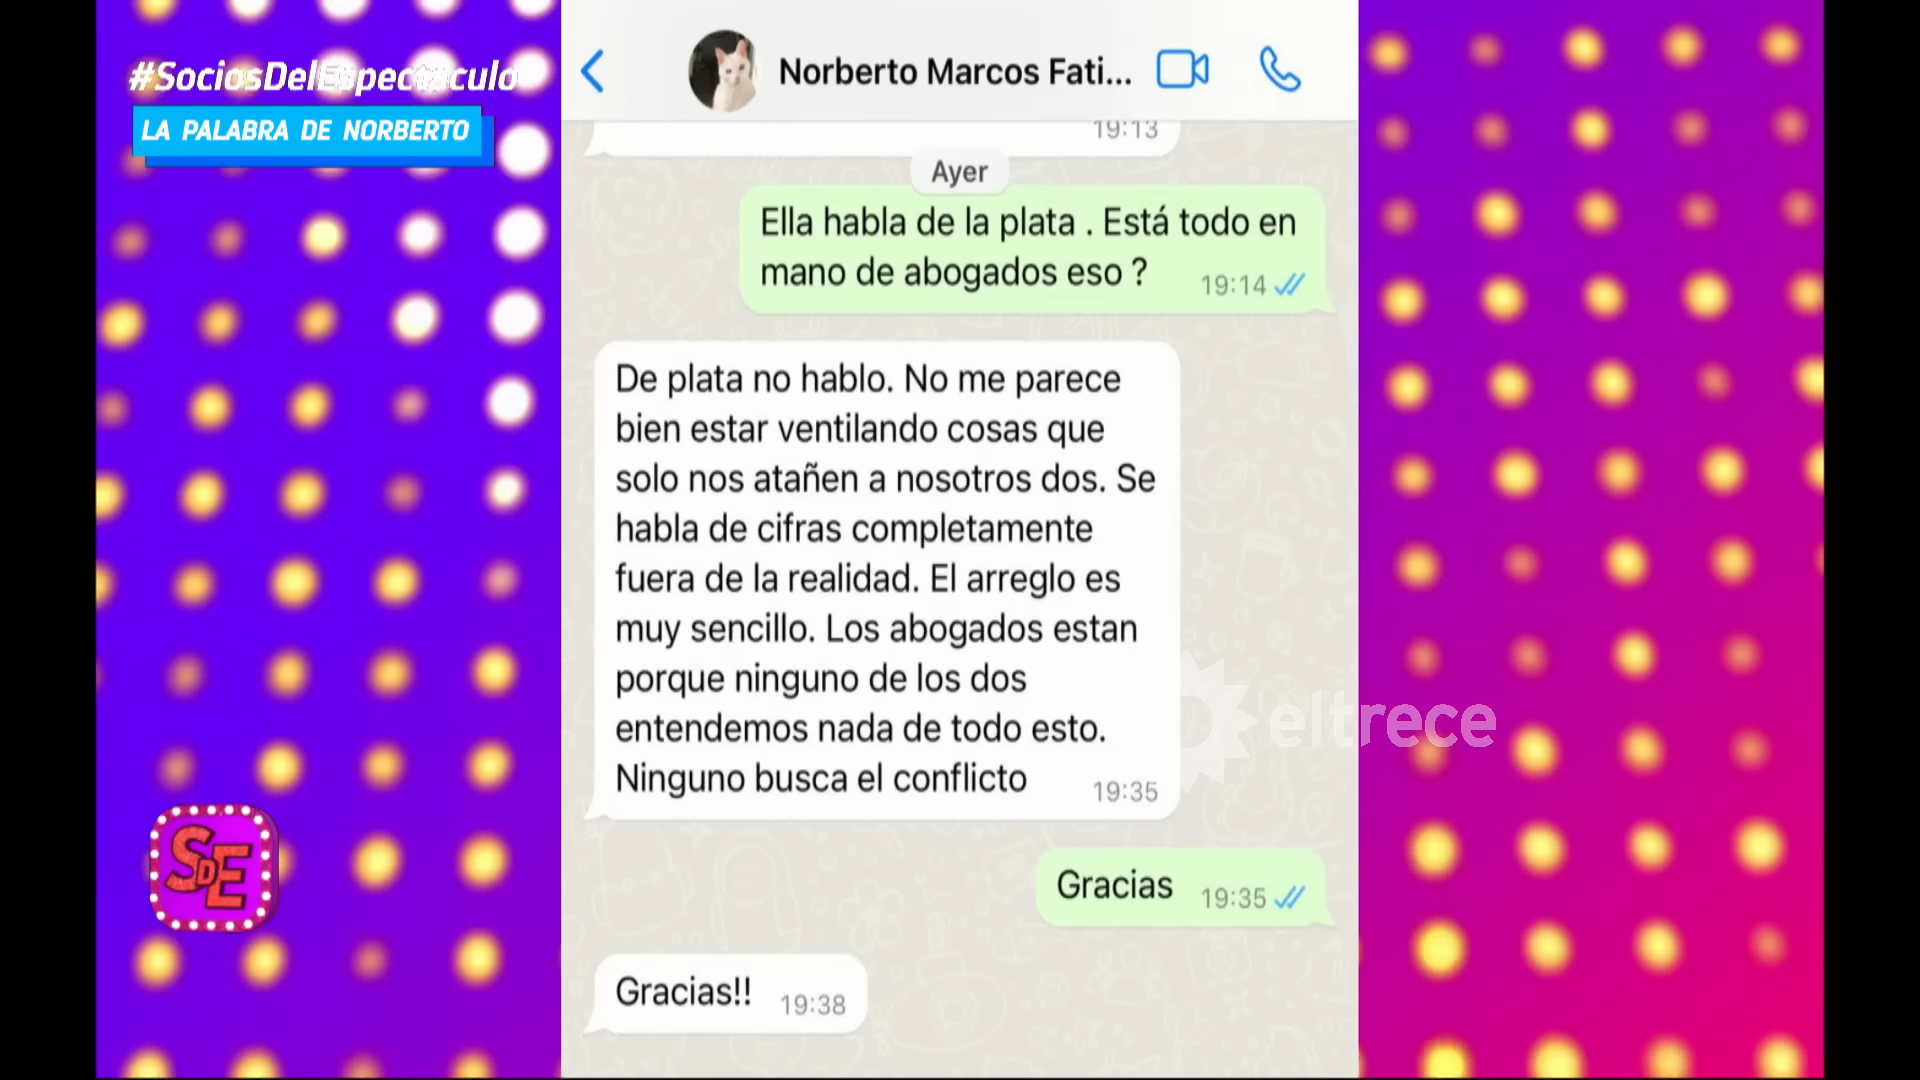 #SociosDelEspectáculo
LA PALABRA DE NORBERTO
Norberto Marcos Fati...
19:13
Ayer
Ella habla de la plata . Está todo en
mano de abogados eso ?
19:14
De plata no hablo. No me parece
bien estar ventilando cosas que
solo nos atañen a nosotros dos. Se
habla de cifras completamente
fuera de la realidad. El arreglo es
muy sencillo. Los abogados estan
porque ninguno de los dos
entendemos nada de todo esto.
Ninguno busca el conflicto
19:35
eltrece
Gracias
19:35
SDE
Gracias!!
19:38